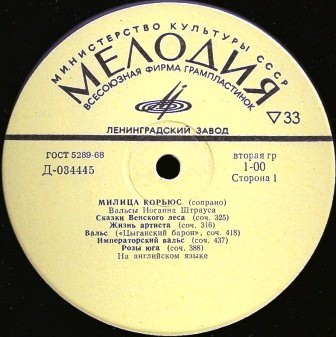 МИНИСТЕРСТВО КУЛЬТУРЫ СССР
МЕЛОДИЯ
ВСЕСОЮЗНАЯ ФИРМА ГРАМПЛАСТИНОК
▽33
ЛЕНИНГРАДСКИЙ ЗАВОД
ГОСТ 5289-68
Д-034445
вторая гр
1-00
Сторона 1
МИЛИЦА КОРЬЮС (сопрано)
Вальсы Иоганна Штрауса
Сказки Венского леса (соч. 325)
Жизнь артиста (соч. 316)
Вальс («Цыганский барон», соч. 418)
Императорский вальс (соч. 437)
Розы юга (соч. 388)
На английском языке